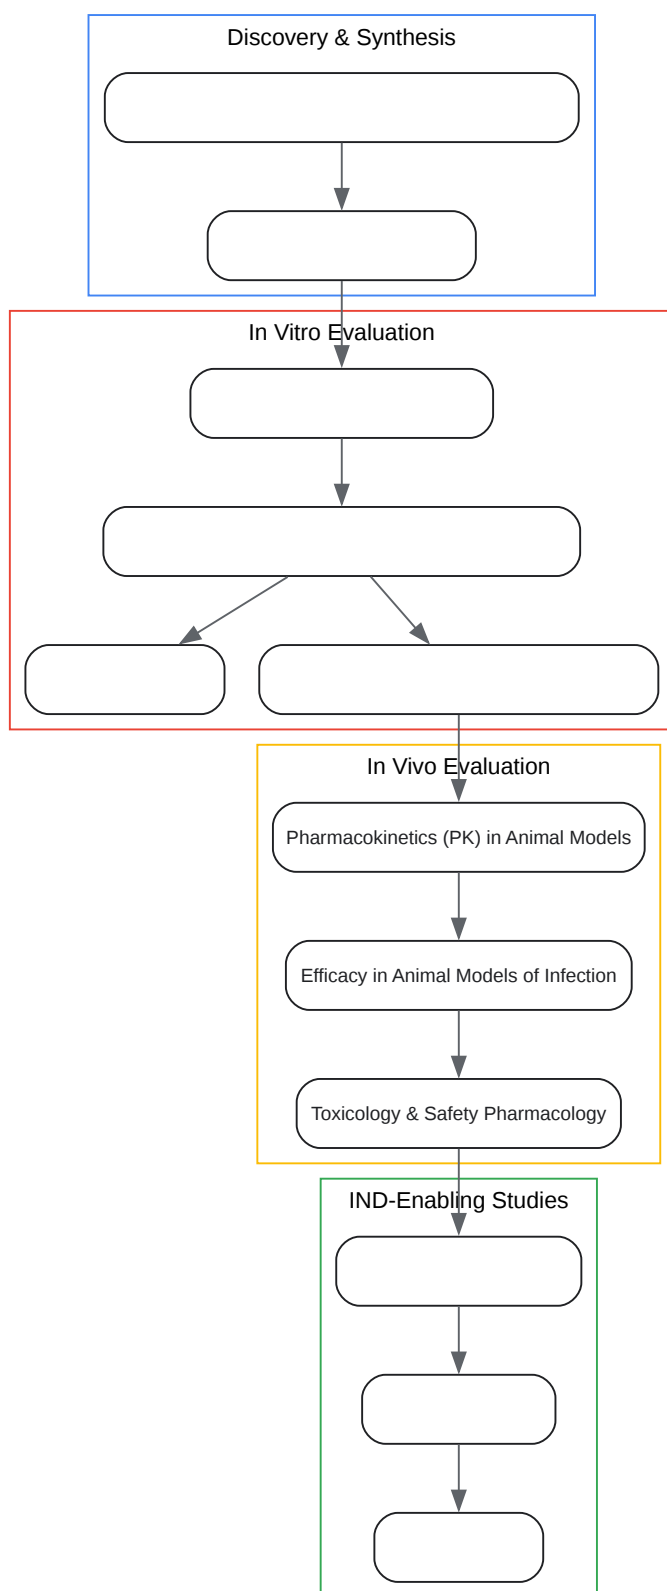 Discovery & Synthesis
In Vitro Evaluation
In Vivo Evaluation
Pharmacokinetics (PK) in Animal Models
Efficacy in Animal Models of Infection
Toxicology & Safety Pharmacology
IND-Enabling Studies